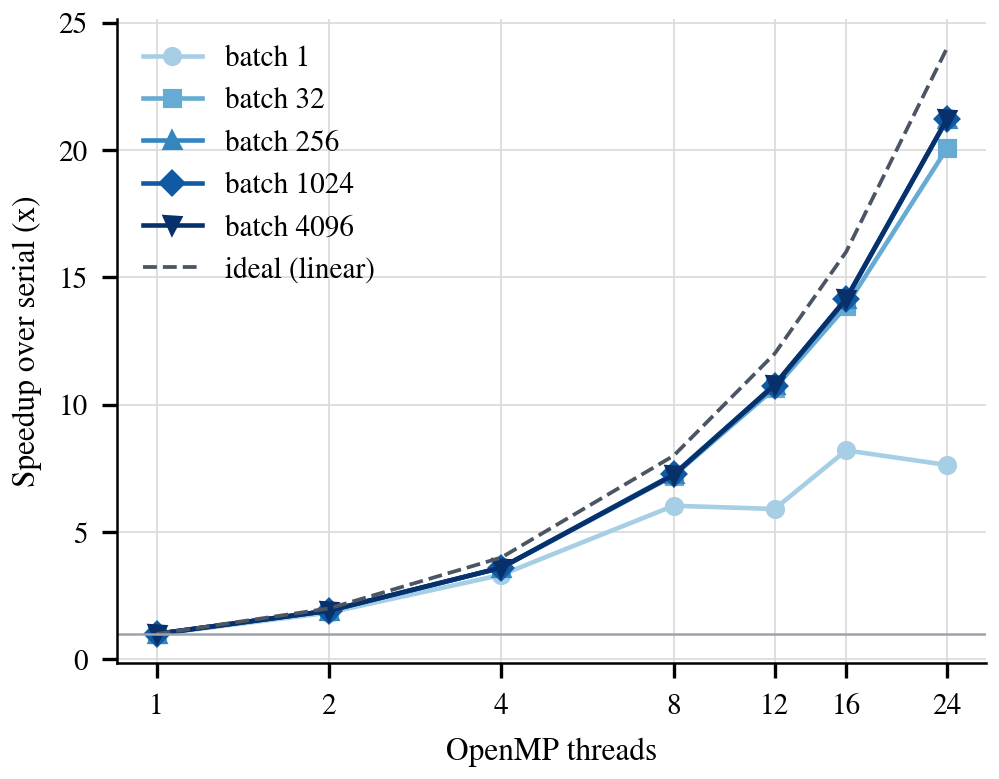 Speedup over serial (x)
25
20
15
10
5
0
batch 1
batch 32
batch 256
batch 1024
batch 4096
ideal (linear)
1 2 4 8 12 16 24
OpenMP threads